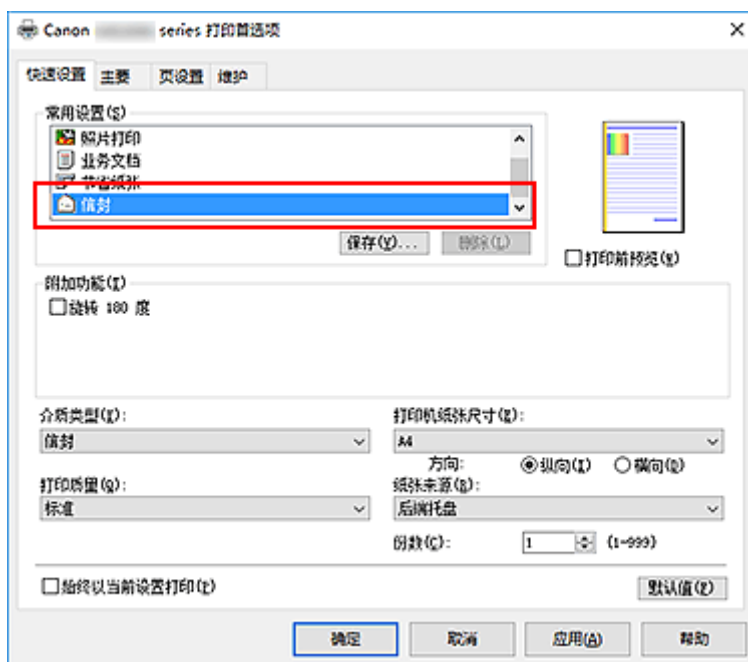 Canon series 打印首选项
快速设置 主要 页设置 维护
常用设置(S)
照片打印
业务文档
节省纸张
信封
保存(V)... 删除(L)
打印前预览(W)
附加功能(I)
旋转 180 度
介质类型(Y):
信封
打印机纸张尺寸(Z):
A4
方向: 纵向(I) 横向(D)
打印质量(Q):
标准
纸张来源(B):
后端托盘
份数(C): 1 (1-999)
始终以当前设置打印(P)
默认值(F)
确定 取消 应用(A) 帮助